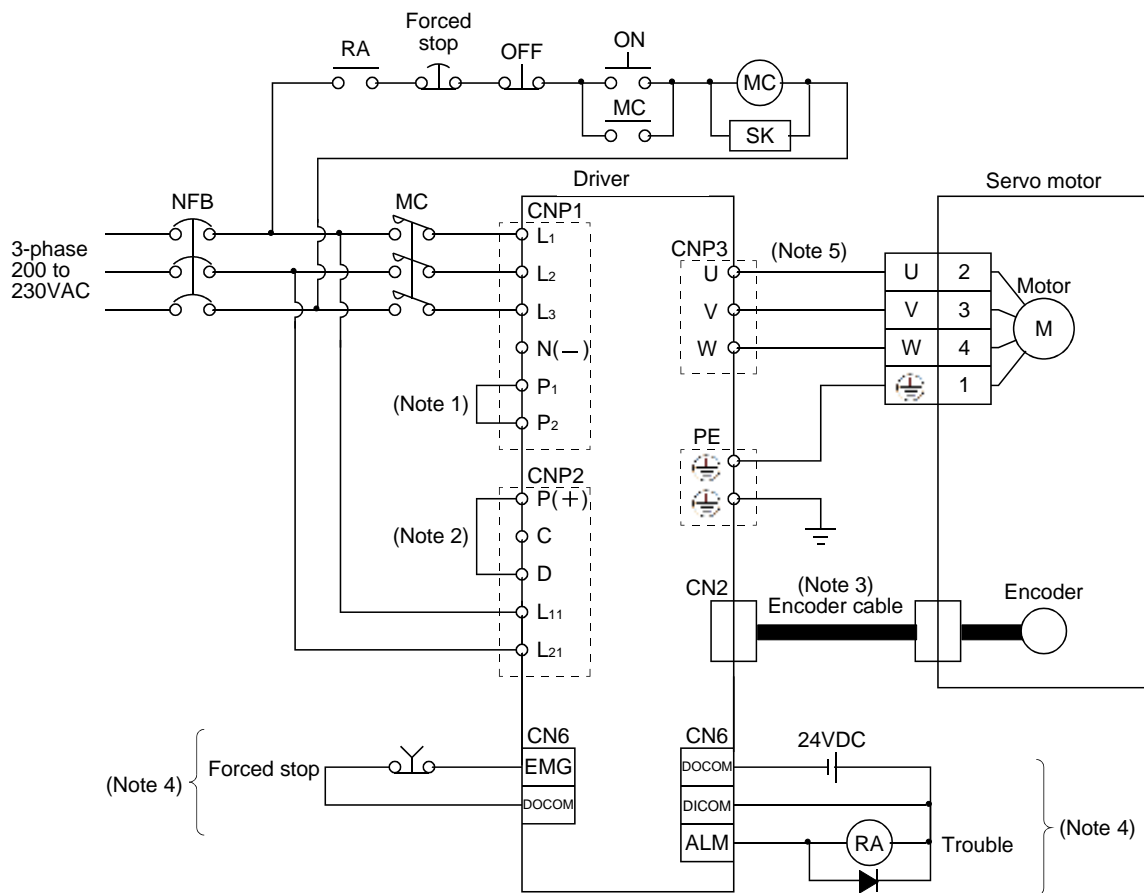 Forced
stop
RA
OFF
ON
MC
MC
SK
NFB
MC
Driver
Servo motor
3-phase
200 to
230VAC
CNP1
L1
L2
L3
N(—)
P1
P2
(Note 1)
CNP3
U
V
W
(Note 5)
U 2
V 3
W 4
1
Motor
M
PE
CNP2
P(+)
C
D
L11
L21
(Note 2)
CN2
(Note 3)
Encoder cable
Encoder
(Note 4)
Forced stop
CN6
EMG
DOCOM
CN6
DOCOM
DICOM
ALM
24VDC
RA
Trouble
(Note 4)